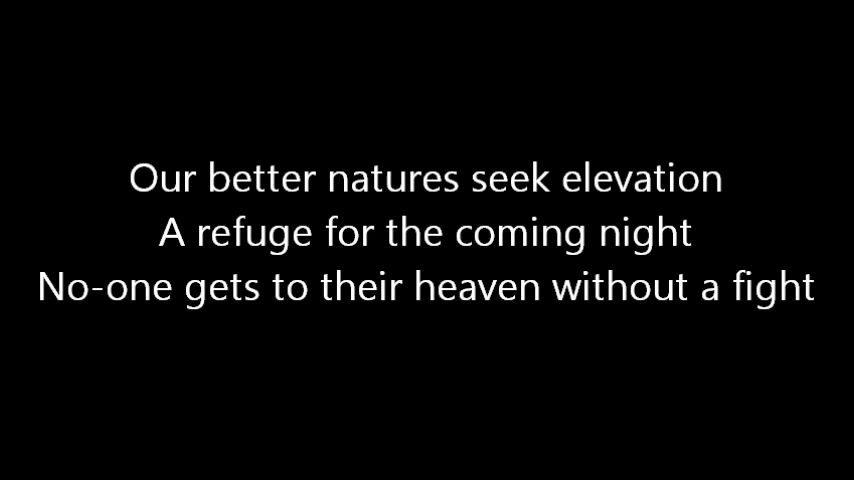 Our better natures seek elevation
A refuge for the coming night
No-one gets to their heaven without a fight